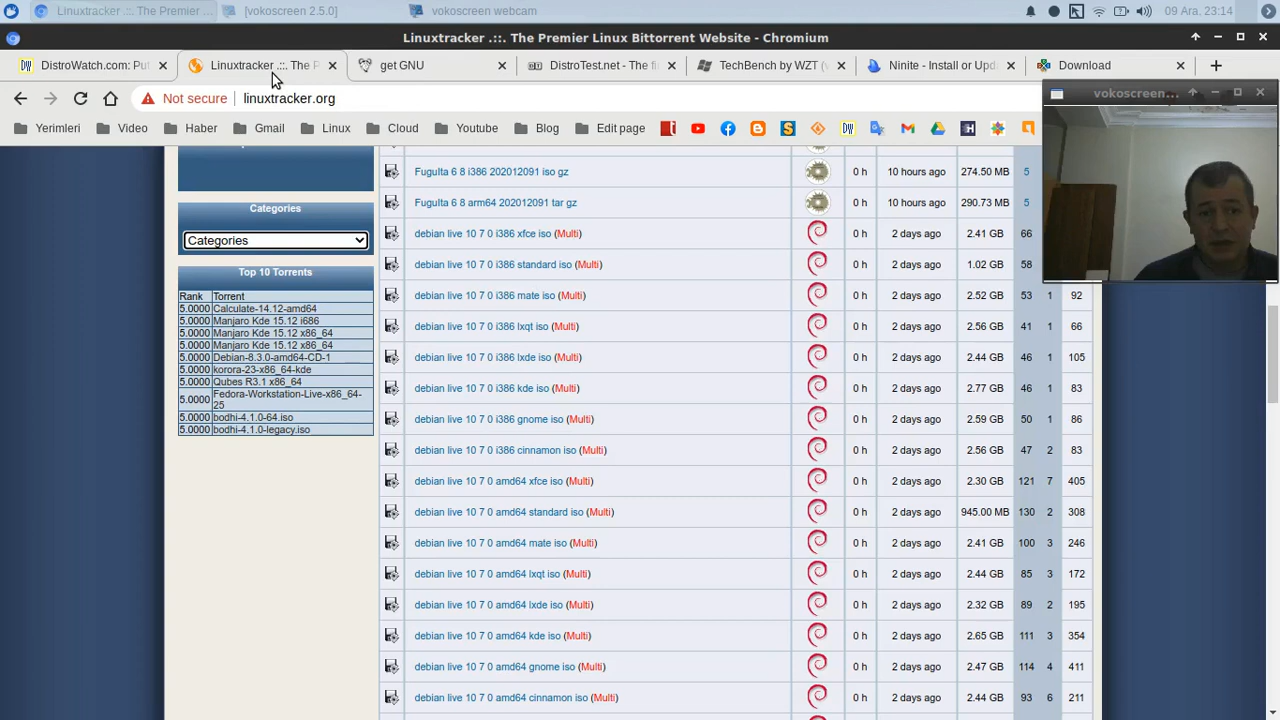 Linuxtracker .::. The Premier ...
[vokoscreen 2.5.0]
vokoscreen webcam
09 Ara. 23:14
Linuxtracker .::. The Premier Linux Bittorrent Website - Chromium
DistroWatch.com: Put
Linuxtracker .::. The P
get GNU
DistroTest.net - The fi
TechBench by WZT (v
Ninite - Install or Upd
Download
Not secure
linuxtracker.org
vokoscreen...
Yerimleri
Video
Haber
Gmail
Linux
Cloud
Youtube
Blog
Edit page
Categories
Categories
Top 10 Torrents
Rank Torrent
5.0000 Calculate-14.12-amd64
5.0000 Manjaro Kde 15.12 i686
5.0000 Manjaro Kde 15.12 x86_64
5.0000 Manjaro Kde 15.12 x86_64
5.0000 Debian-8.3.0-amd64-CD-1
5.0000 korora-23-x86_64-kde
5.0000 Qubes R3.1 x86_64
5.0000 Fedora-Workstation-Live-x86_64-
25
5.0000 bodhi-4.1.0-64.iso
5.0000 bodhi-4.1.0-legacy.iso
FuguIta 6 8 i386 202012091 iso gz 0 h 10 hours ago 274.50 MB 5
FuguIta 6 8 arm64 202012091 tar gz 0 h 10 hours ago 290.73 MB 5
debian live 10 7 0 i386 xfce iso (Multi) 0 h 2 days ago 2.41 GB 66
debian live 10 7 0 i386 standard iso (Multi) 0 h 2 days ago 1.02 GB 58
debian live 10 7 0 i386 mate iso (Multi) 0 h 2 days ago 2.52 GB 53 1 92
debian live 10 7 0 i386 lxqt iso (Multi) 0 h 2 days ago 2.56 GB 41 1 66
debian live 10 7 0 i386 lxde iso (Multi) 0 h 2 days ago 2.44 GB 46 1 105
debian live 10 7 0 i386 kde iso (Multi) 0 h 2 days ago 2.77 GB 46 1 83
debian live 10 7 0 i386 gnome iso (Multi) 0 h 2 days ago 2.59 GB 50 1 86
debian live 10 7 0 i386 cinnamon iso (Multi) 0 h 2 days ago 2.56 GB 47 2 83
debian live 10 7 0 amd64 xfce iso (Multi) 0 h 2 days ago 2.30 GB 121 7 405
debian live 10 7 0 amd64 standard iso (Multi) 0 h 2 days ago 945.00 MB 130 2 308
debian live 10 7 0 amd64 mate iso (Multi) 0 h 2 days ago 2.41 GB 100 3 246
debian live 10 7 0 amd64 lxqt iso (Multi) 0 h 2 days ago 2.44 GB 85 3 172
debian live 10 7 0 amd64 lxde iso (Multi) 0 h 2 days ago 2.32 GB 89 2 195
debian live 10 7 0 amd64 kde iso (Multi) 0 h 2 days ago 2.65 GB 111 3 354
debian live 10 7 0 amd64 gnome iso (Multi) 0 h 2 days ago 2.47 GB 114 4 411
debian live 10 7 0 amd64 cinnamon iso (Multi) 0 h 2 days ago 2.44 GB 93 6 211